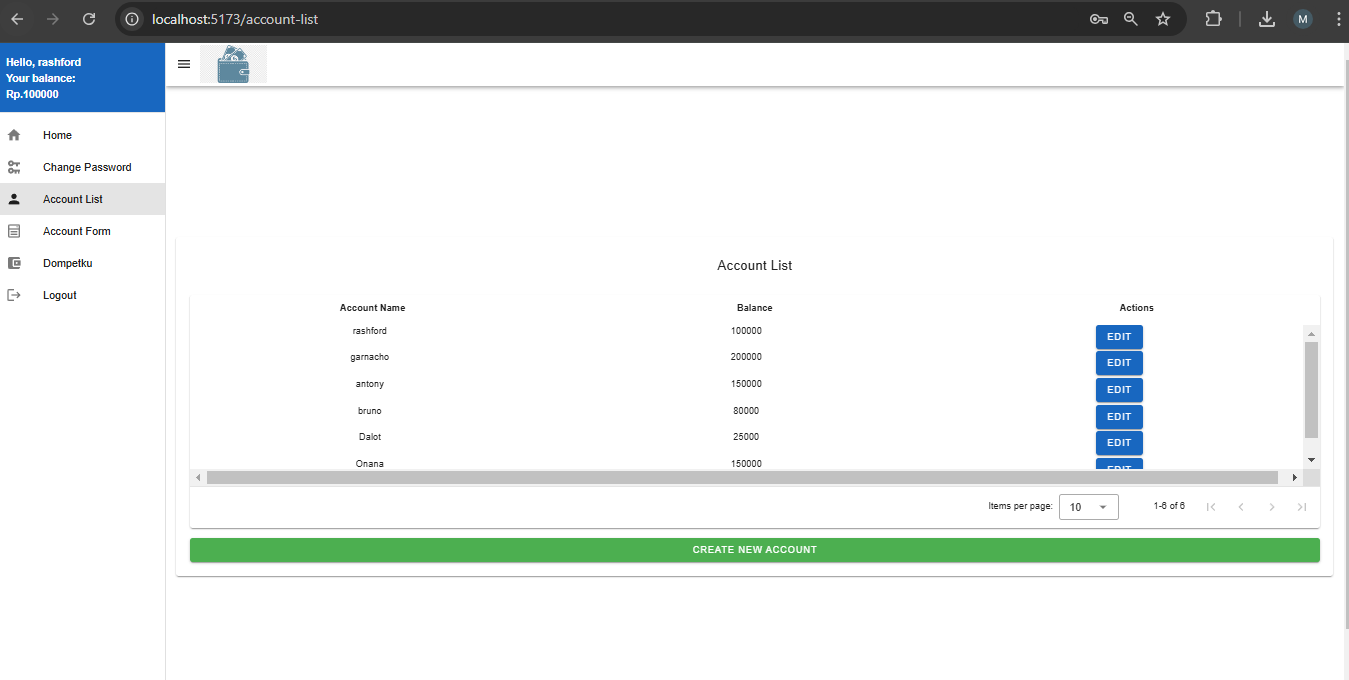 localhost:5173/account-list
M
Hello, rashford
Your balance:
Rp.100000
Home
Change Password
Account List
Account Form
Dompetku
Logout
Account List
Account Name Balance Actions
rashford 100000 EDIT
garnacho 200000 EDIT
antony 150000 EDIT
bruno 80000 EDIT
Dalot 25000 EDIT
Onana 150000 EDIT
Items per page: 10 1-6 of 6
CREATE NEW ACCOUNT